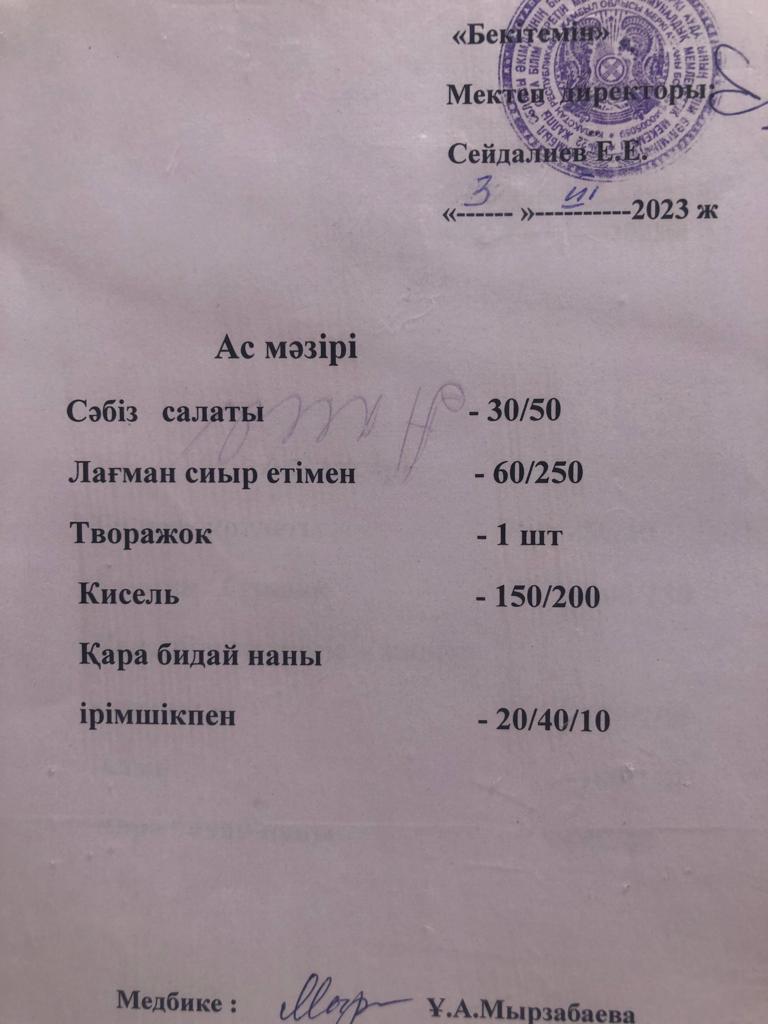 «Бекітемін»
Мектеп директоры:
Сейдалиев Е.Е.
«------ »----------2023 ж
3 III
Ас мәзірі
Сәбіз салаты - 30/50
Лағман сиыр етімен - 60/250
Творажок - 1 шт
Кисель - 150/200
Қара бидай наны
ірімшікпен - 20/40/10
Медбике : Ұ.А.Мырзабаева